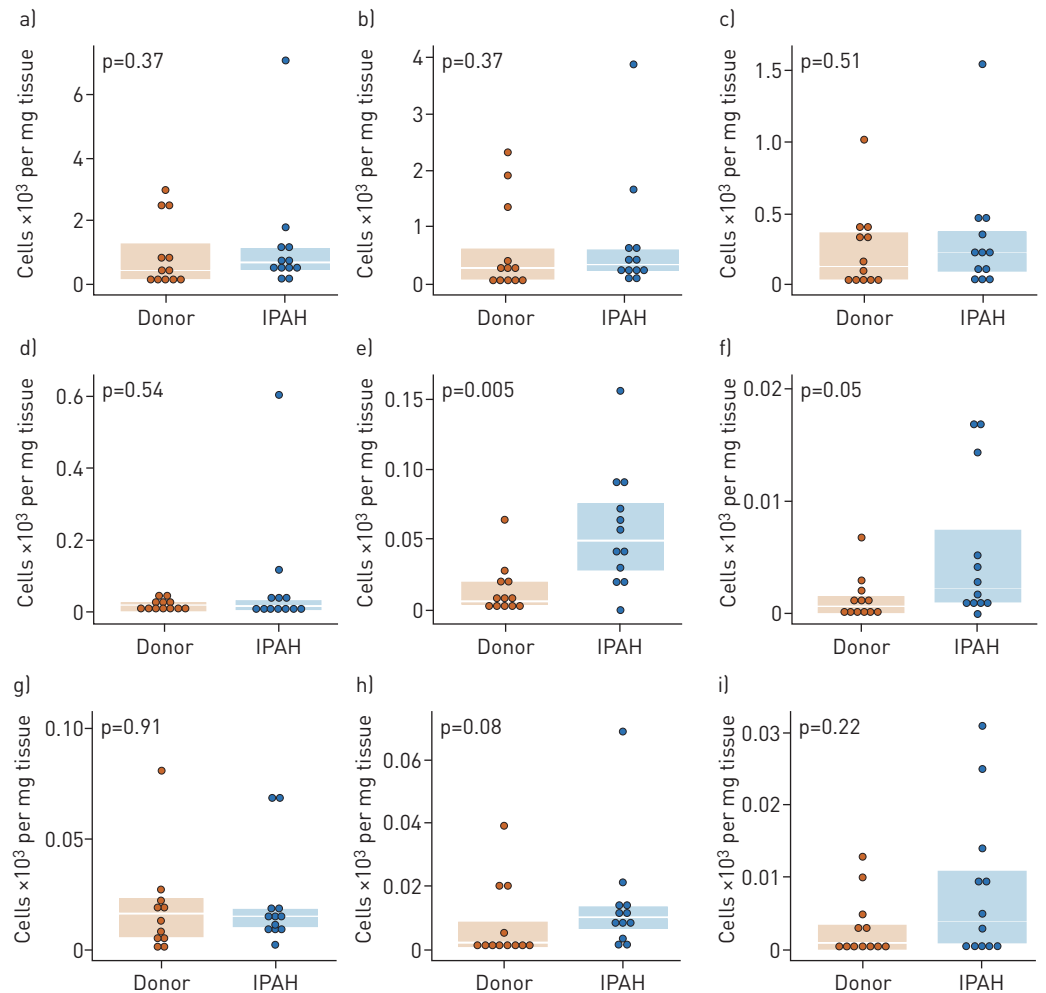 a)
p=0.37
Cells ×10³ per mg tissue
6
4
2
0
Donor IPAH
b)
p=0.37
Cells ×10³ per mg tissue
4
3
2
1
0
Donor IPAH
c)
p=0.51
Cells ×10³ per mg tissue
1.5
1.0
0.5
0
Donor IPAH
d)
p=0.54
Cells ×10³ per mg tissue
0.6
0.4
0.2
0
Donor IPAH
e)
p=0.005
Cells ×10³ per mg tissue
0.15
0.10
0.05
0
Donor IPAH
f)
p=0.05
Cells ×10³ per mg tissue
0.02
0.01
0
Donor IPAH
g)
p=0.91
Cells ×10³ per mg tissue
0.10
0.05
0
Donor IPAH
h)
p=0.08
Cells ×10³ per mg tissue
0.06
0.04
0.02
0
Donor IPAH
i)
p=0.22
Cells ×10³ per mg tissue
0.03
0.02
0.01
0
Donor IPAH